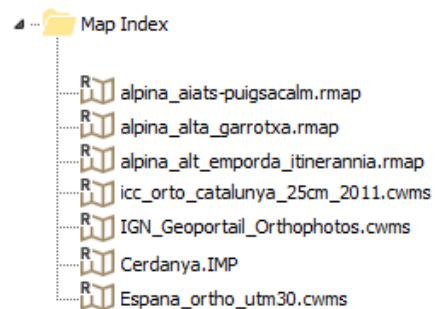 Map Index
R alpina_aiats-puigsacalm.rmap
R alpina_alta_garrotxa.rmap
R alpina_alt_emporda_itinerannia.rmap
R icc_orto_catalunya_25cm_2011.cwms
R IGN_Geoportail_Orthophotos.cwms
R Cerdanya.IMP
R Espana_ortho_utm30.cwms